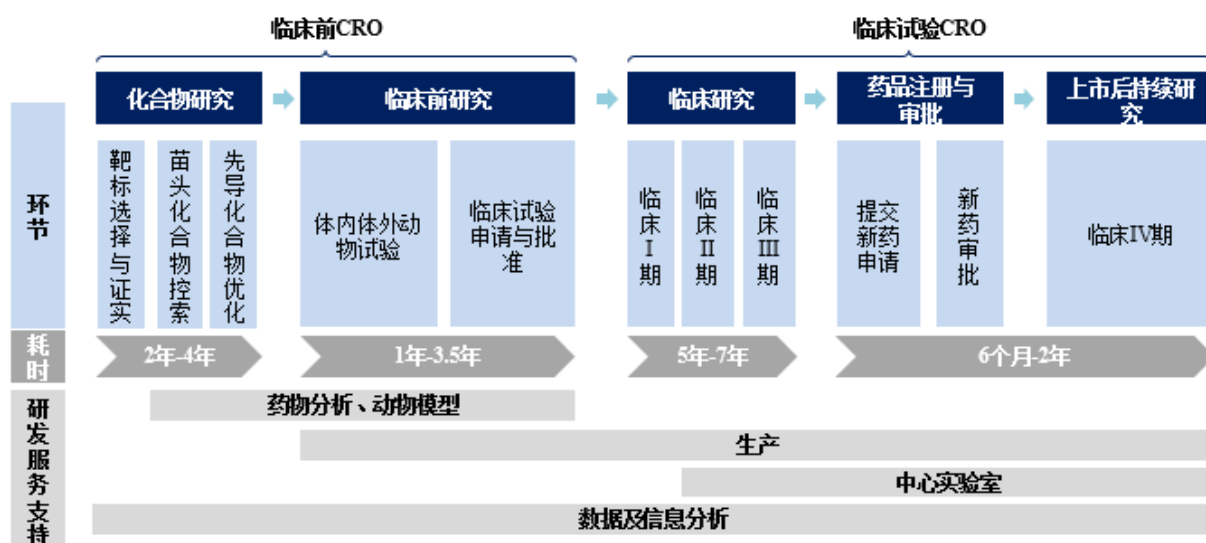 临床前CRO
临床试验CRO
化合物研究
临床前研究
临床研究
药品注册与
审批
上市后持续研
究
环节
靶标选择与证实
苗头化合物控索
先导化合物优化
体内体外动
物试验
临床试验
申请与批
准
临床I期
临床II期
临床III期
提交
新药
申请
新药审批
临床IV期
耗时
2年-4年
1年-3.5年
5年-7年
6个月-2年
研发服务支持
药物分析、动物模型
生产
中心实验室
数据及信息分析